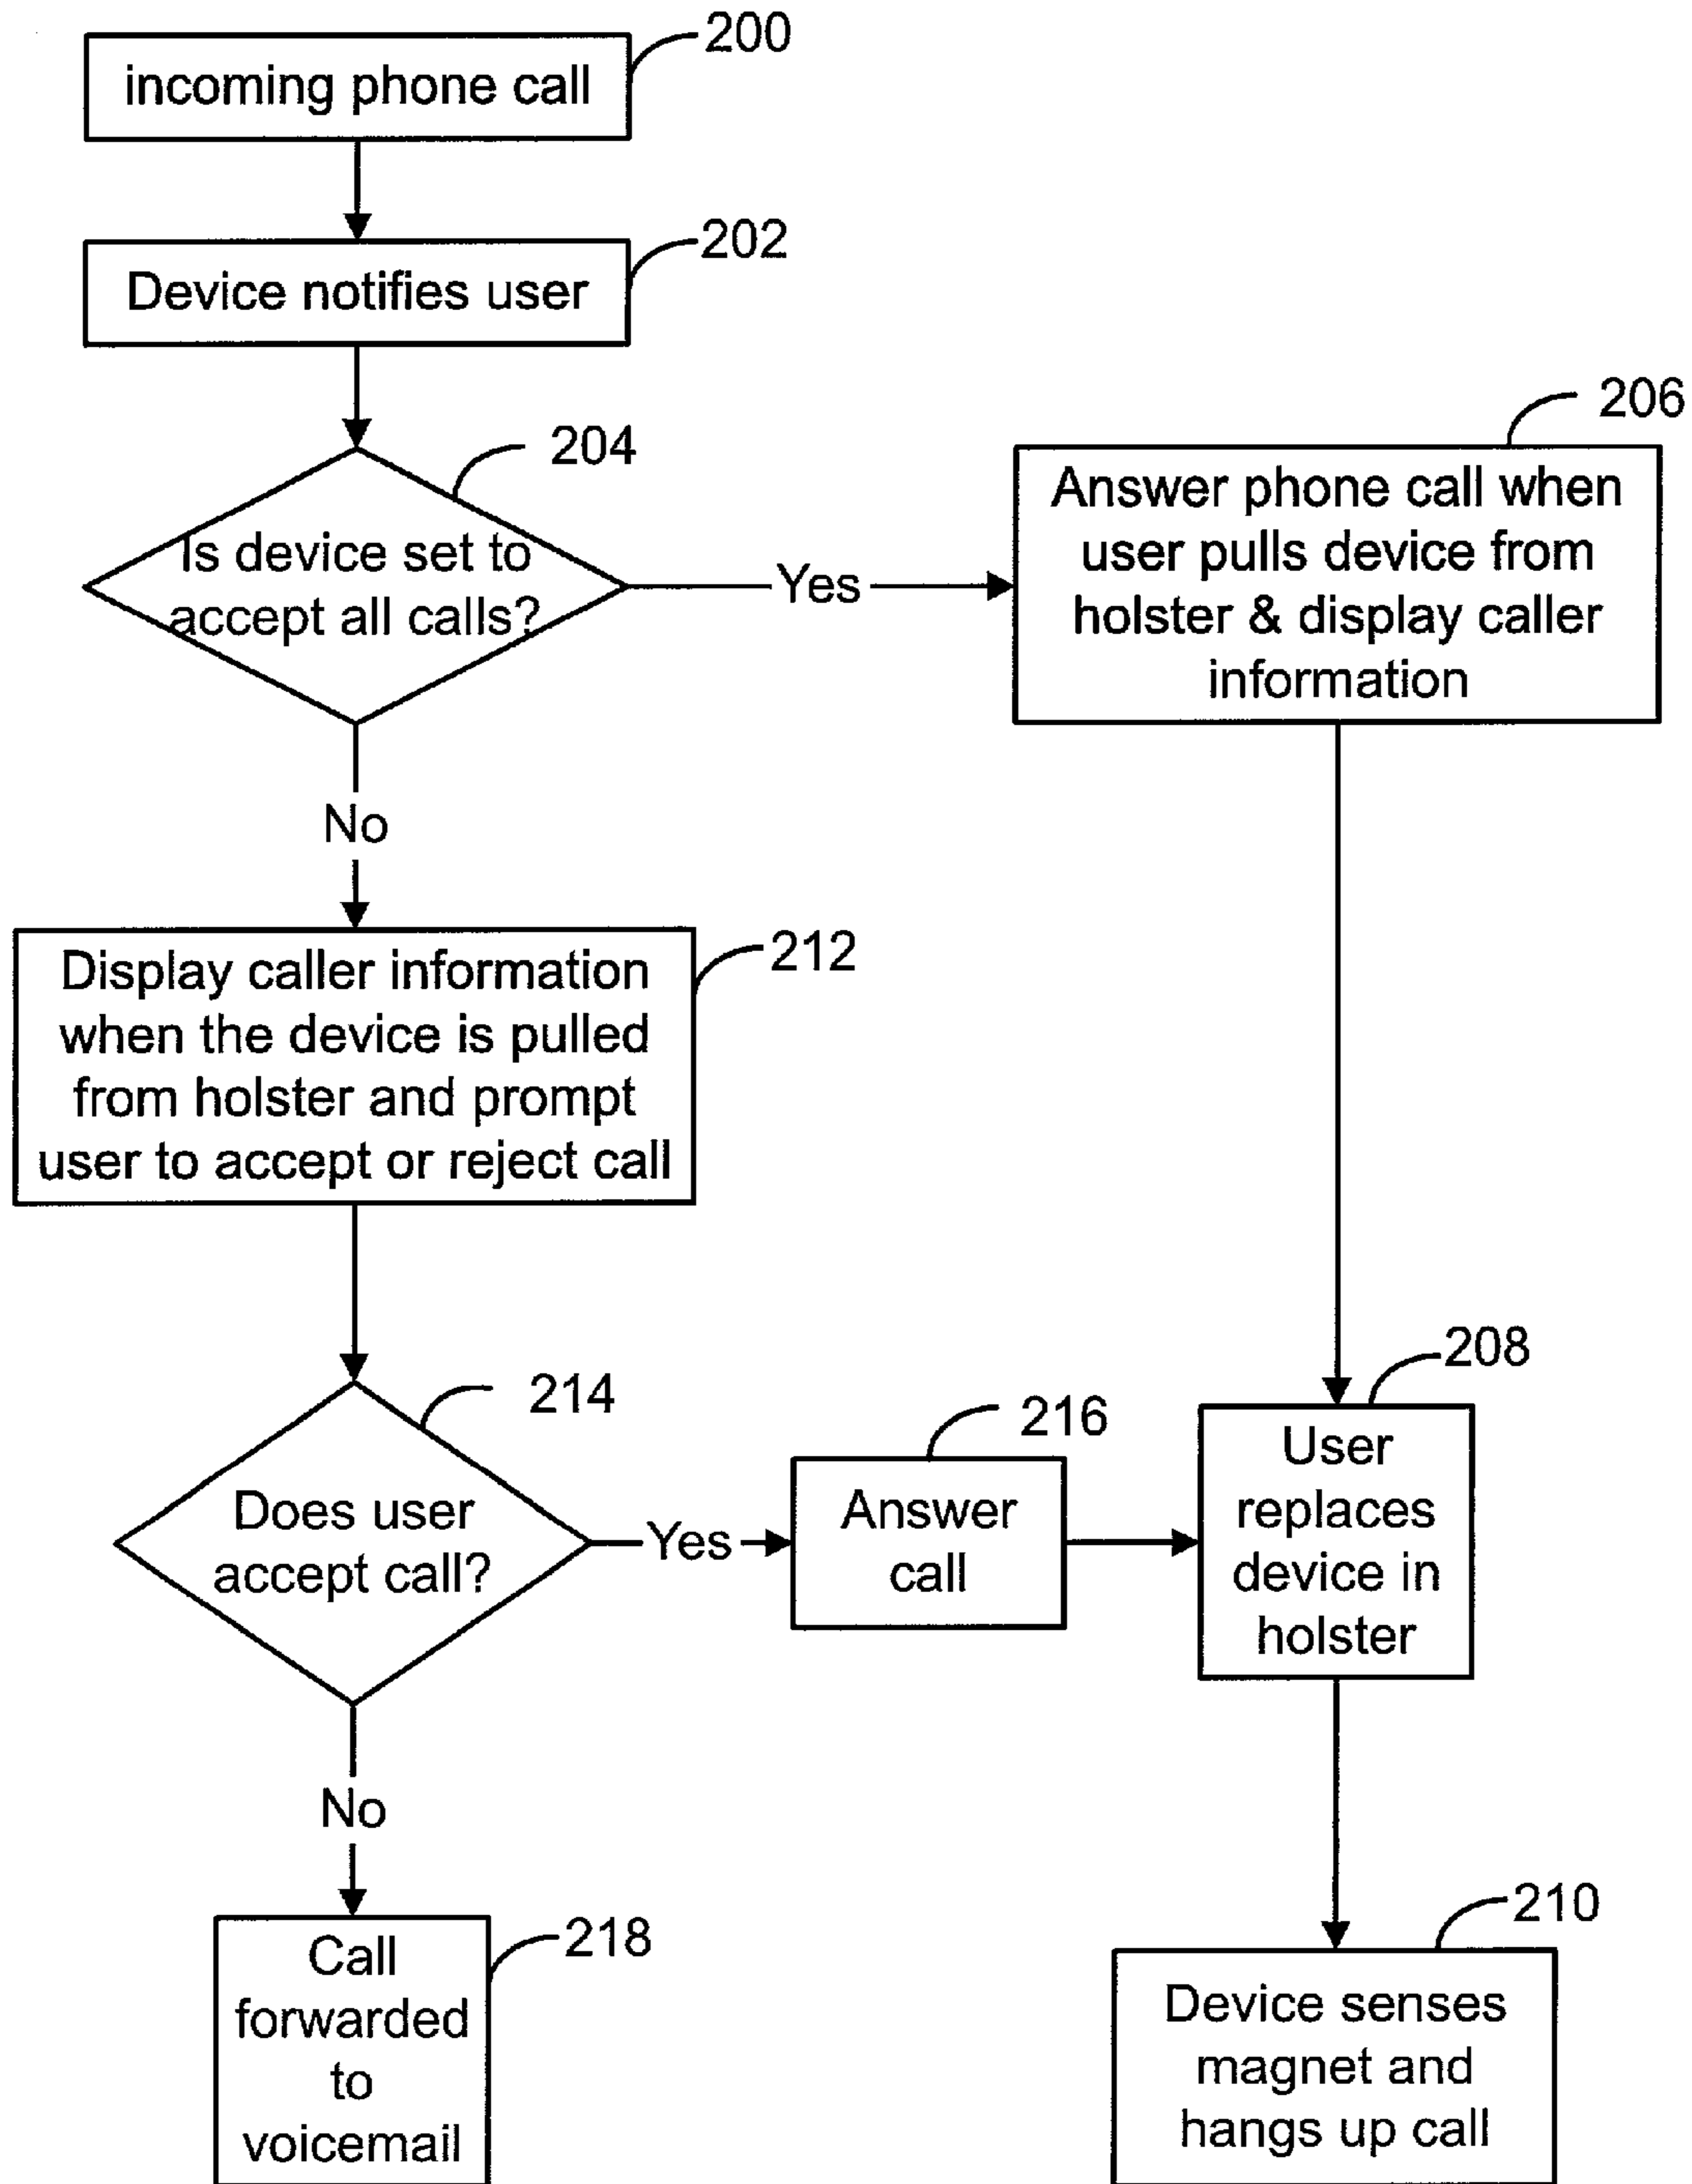 200
incoming phone call
202
Device notifies user
204
Is device set to
accept all calls?
Yes
206
Answer phone call when
user pulls device from
holster & display caller
information
No
212
Display caller information
when the device is pulled
from holster and prompt
user to accept or reject call
214
Does user
accept call?
Yes
216
Answer
call
208
User
replaces
device in
holster
No
218
Call
forwarded
to
voicemail
210
Device senses
magnet and
hangs up call